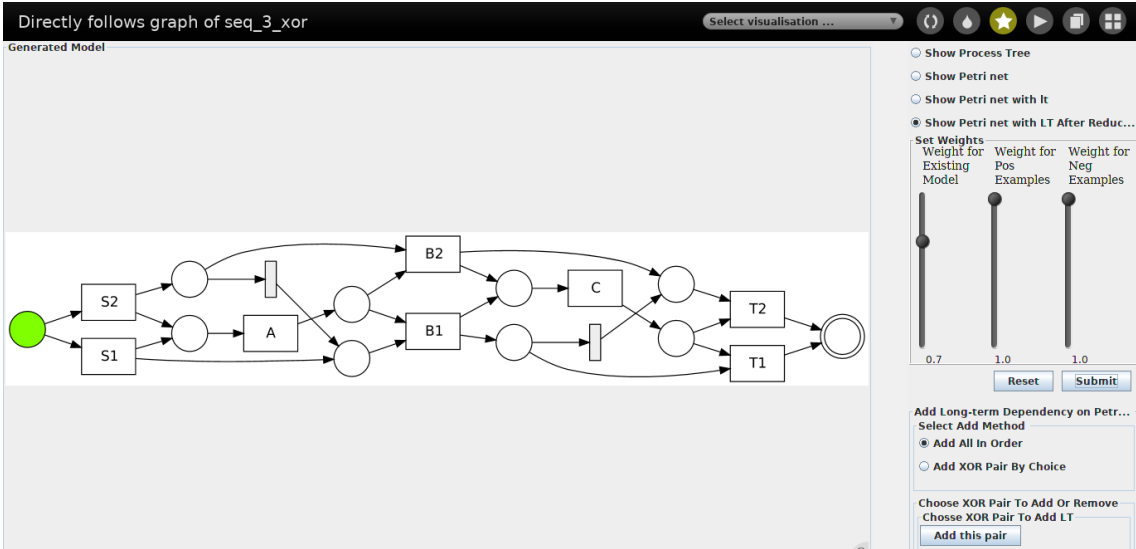 Directly follows graph of seq_3_xor
Select visualisation ...
Generated Model
S2
S1
A
B2
B1
C
T2
T1
Show Process Tree
Show Petri net
Show Petri net with lt
Show Petri net with LT After Reduc...
Set Weights
Weight for Existing Model
Weight for Pos Examples
Weight for Neg Examples
0.7
1.0
1.0
Reset
Submit
Add Long-term Dependency on Petr...
Select Add Method
Add All In Order
Add XOR Pair By Choice
Choose XOR Pair To Add Or Remove
Chosse XOR Pair To Add LT
Add this pair